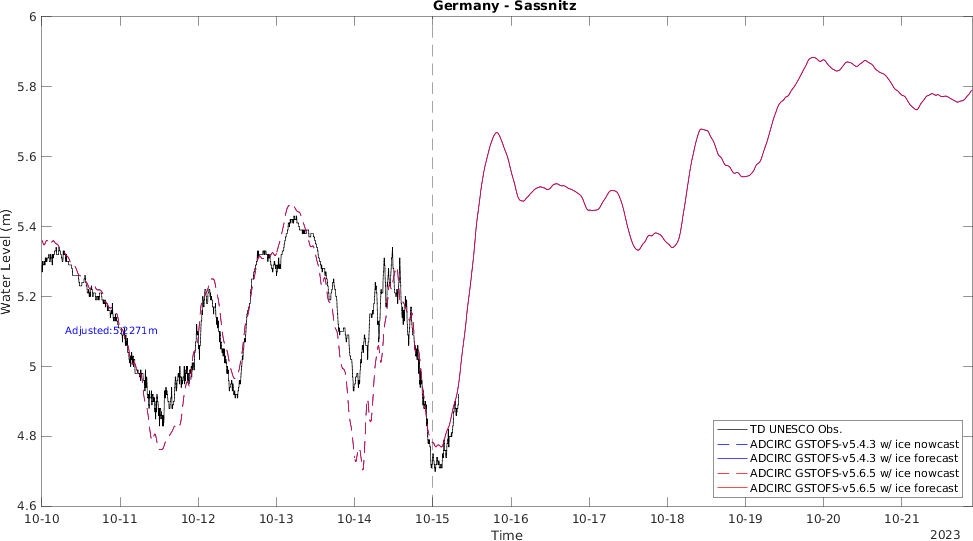 Germany - Sassnitz
6
5.8
5.6
5.4
5.2
5
4.8
4.6
Water Level (m)
Adjusted:5.2271m
TD UNESCO Obs.
ADCIRC GSTOFS-v5.4.3 w/ ice nowcast
ADCIRC GSTOFS-v5.4.3 w/ ice forecast
ADCIRC GSTOFS-v5.6.5 w/ ice nowcast
ADCIRC GSTOFS-v5.6.5 w/ ice forecast
10-10 10-11 10-12 10-13 10-14 10-15 10-16 10-17 10-18 10-19 10-20 10-21
Time
2023